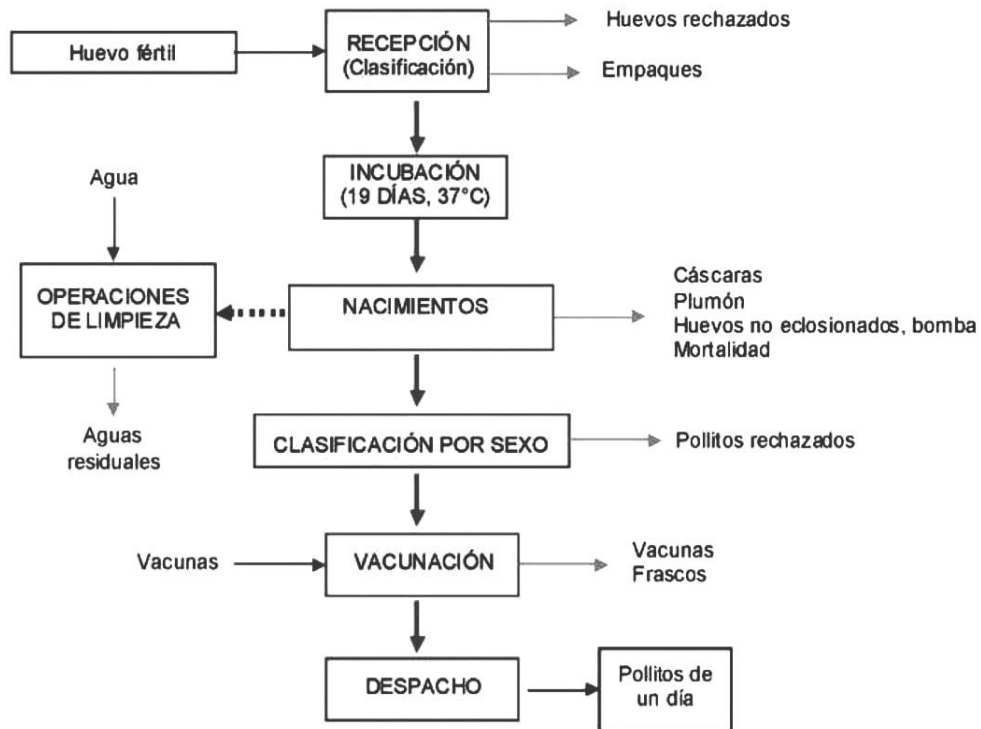 Huevo fértil
RECEPCIÓN
(Clasificación)
Huevos rechazados
Empaques
INCUBACIÓN
(19 DÍAS, 37°C)
Agua
OPERACIONES
DE LIMPIEZA
NACIMIENTOS
Cáscaras
Plumón
Huevos no eclosionados, bomba
Mortalidad
Aguas
residuales
CLASIFICACIÓN POR SEXO
Pollitos rechazados
Vacunas
VACUNACIÓN
Vacunas
Frascos
DESPACHO
Pollitos de
un día